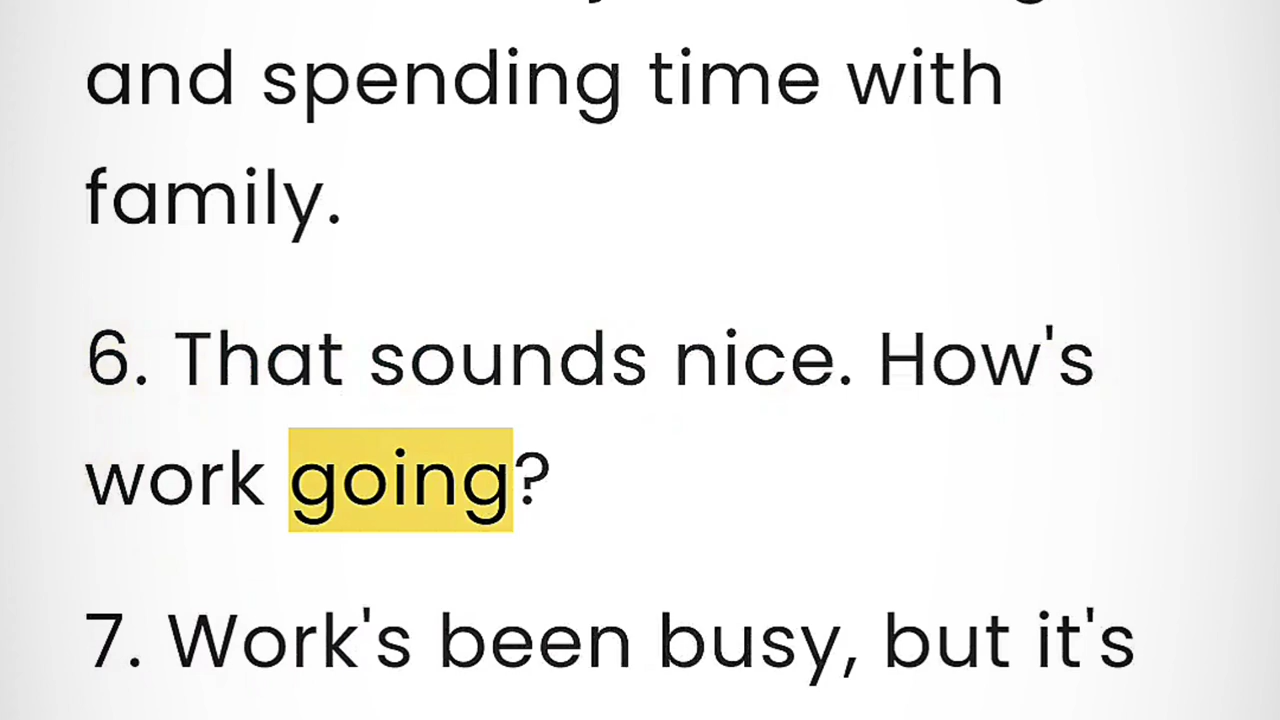 and spending time with
family.
6. That sounds nice. How's
work going?
7. Work's been busy, but it's